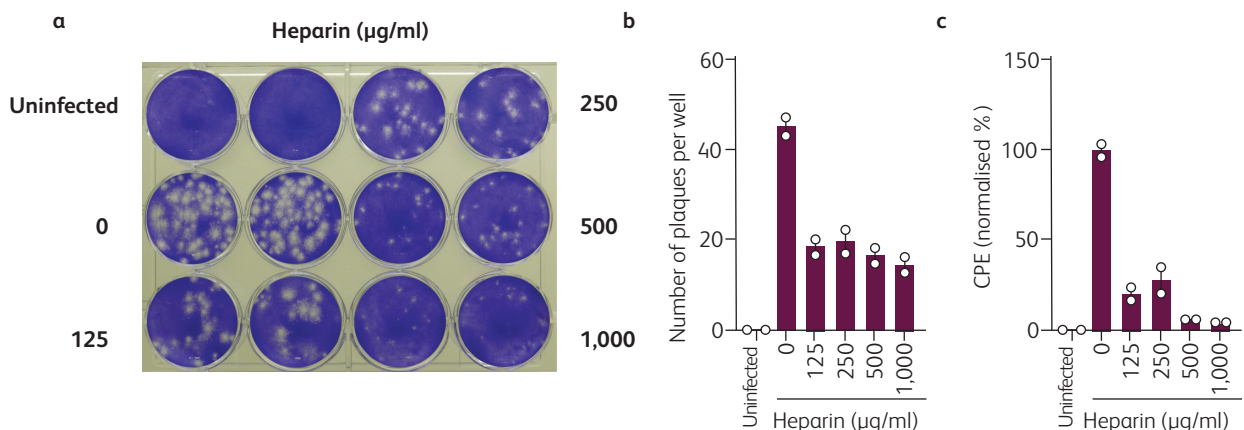 a
Heparin (µg/ml)
Uninfected
0
125
250
500
1,000
b
Number of plaques per well
60
40
20
0
Uninfected
0
125
250
500
1,000
Heparin (µg/ml)
c
CPE (normalised %)
150
100
50
0
Uninfected
0
125
250
500
1,000
Heparin (µg/ml)